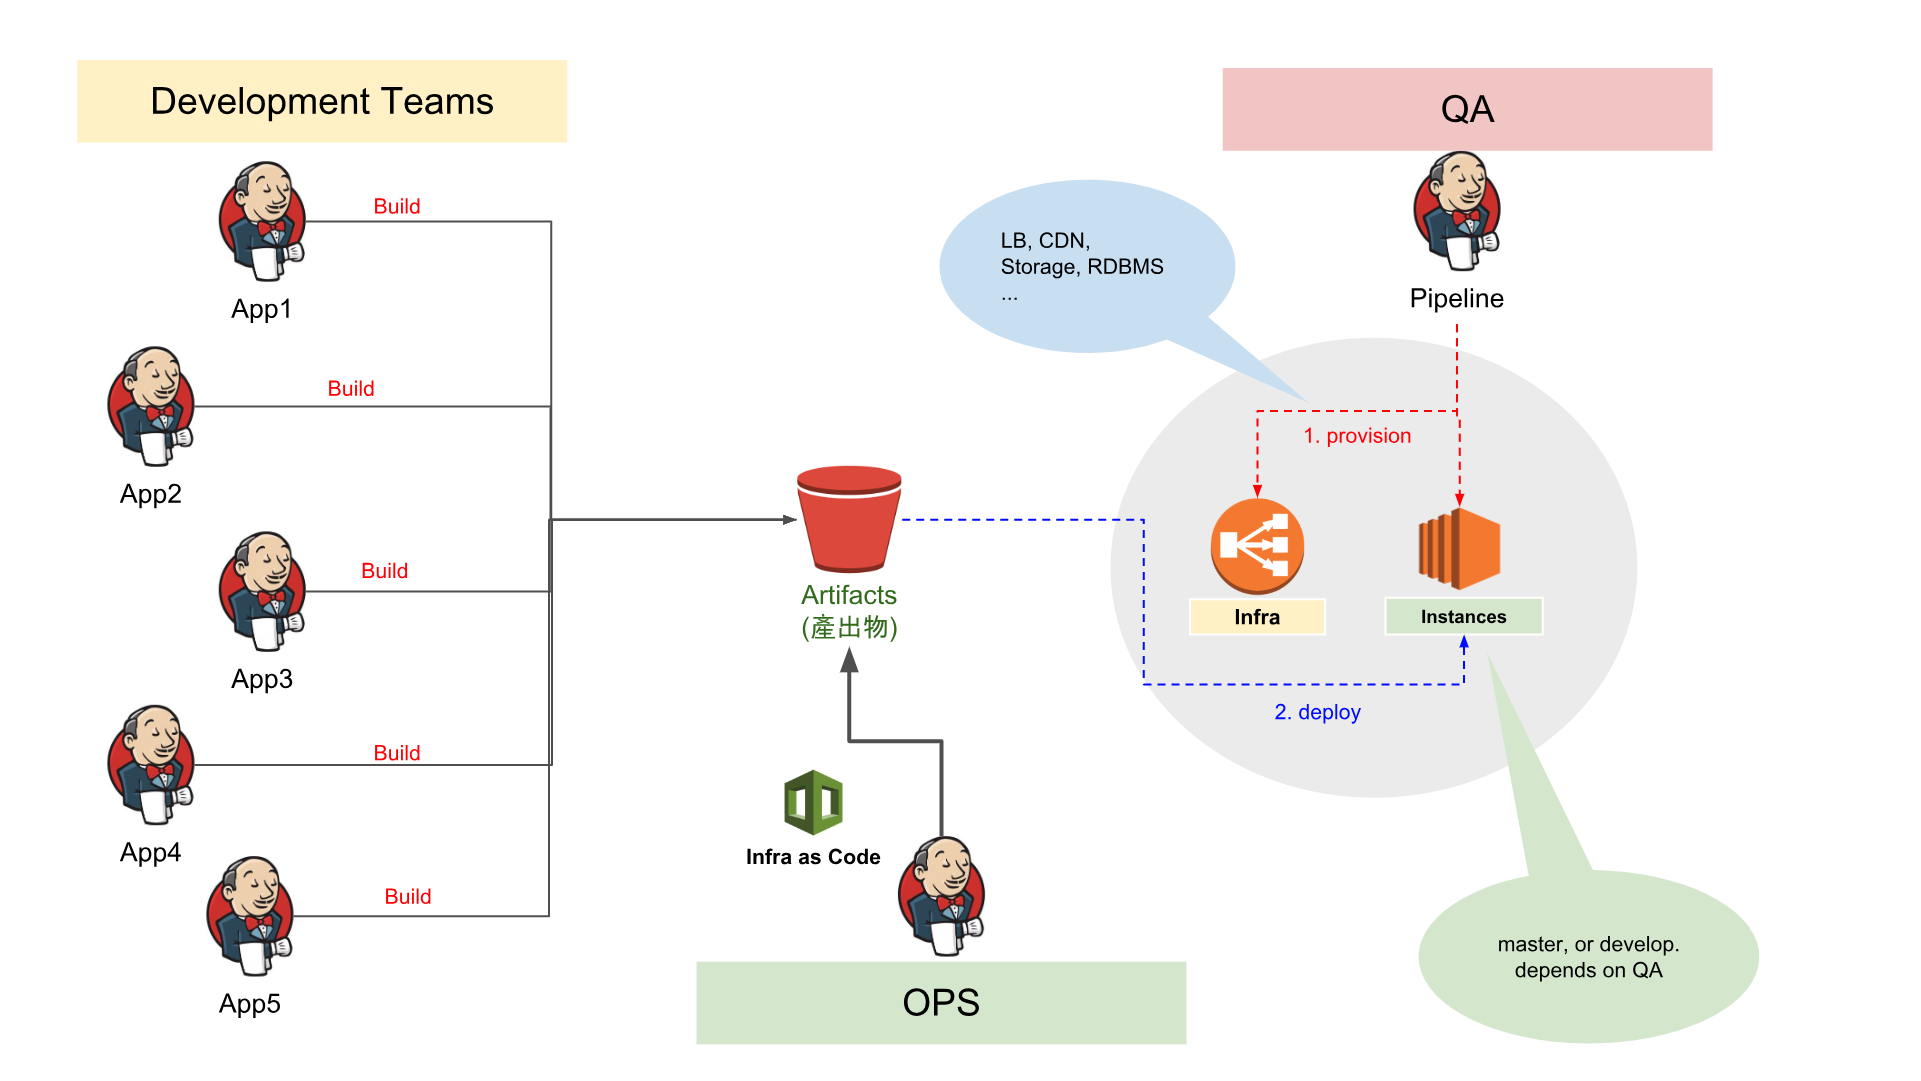 Development Teams
Build
App1
Build
App2
Build
App3
Build
App4
Build
App5
Artifacts
(產出物)
Infra as Code
OPS
QA
Pipeline
LB, CDN,
Storage, RDBMS
...
1. provision
Infra
Instances
2. deploy
master, or develop.
depends on QA